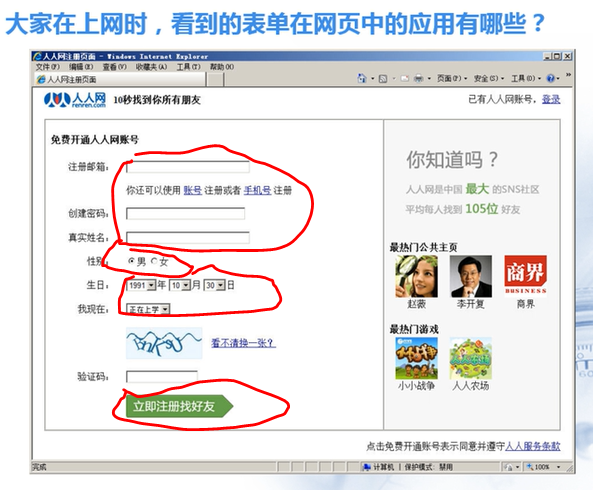 大家在上网时，看到的表单在网页中的应用有哪些？
人人网注册页面 - Windows Internet Explorer
文件(F) 编辑(E) 查看(V) 收藏夹(A) 工具(T) 帮助(H)
人人网注册页面
页面(P) 安全(S) 工具(O)
人人网 renren.com 10秒找到你所有朋友
已有人人网账号，登录
免费开通人人网账号
注册邮箱：
你还可以使用 账号 注册或者 手机号 注册
创建密码：
真实姓名：
性别： 男 女
生日： 1991 年 10 月 30 日
我现在： 正在上学
看不清换一张？
验证码：
立即注册找好友
你知道吗？
人人网是中国 最大 的SNS社区
平均每人找到 105位 好友
最热门公共主页
商界
BUSINESS
赵薇 李开复 商界
最热门游戏
小小战争 人人农场
点击免费开通账号表示同意并遵守人人网服务条款
完成
计算机 | 保护模式: 禁用
100%